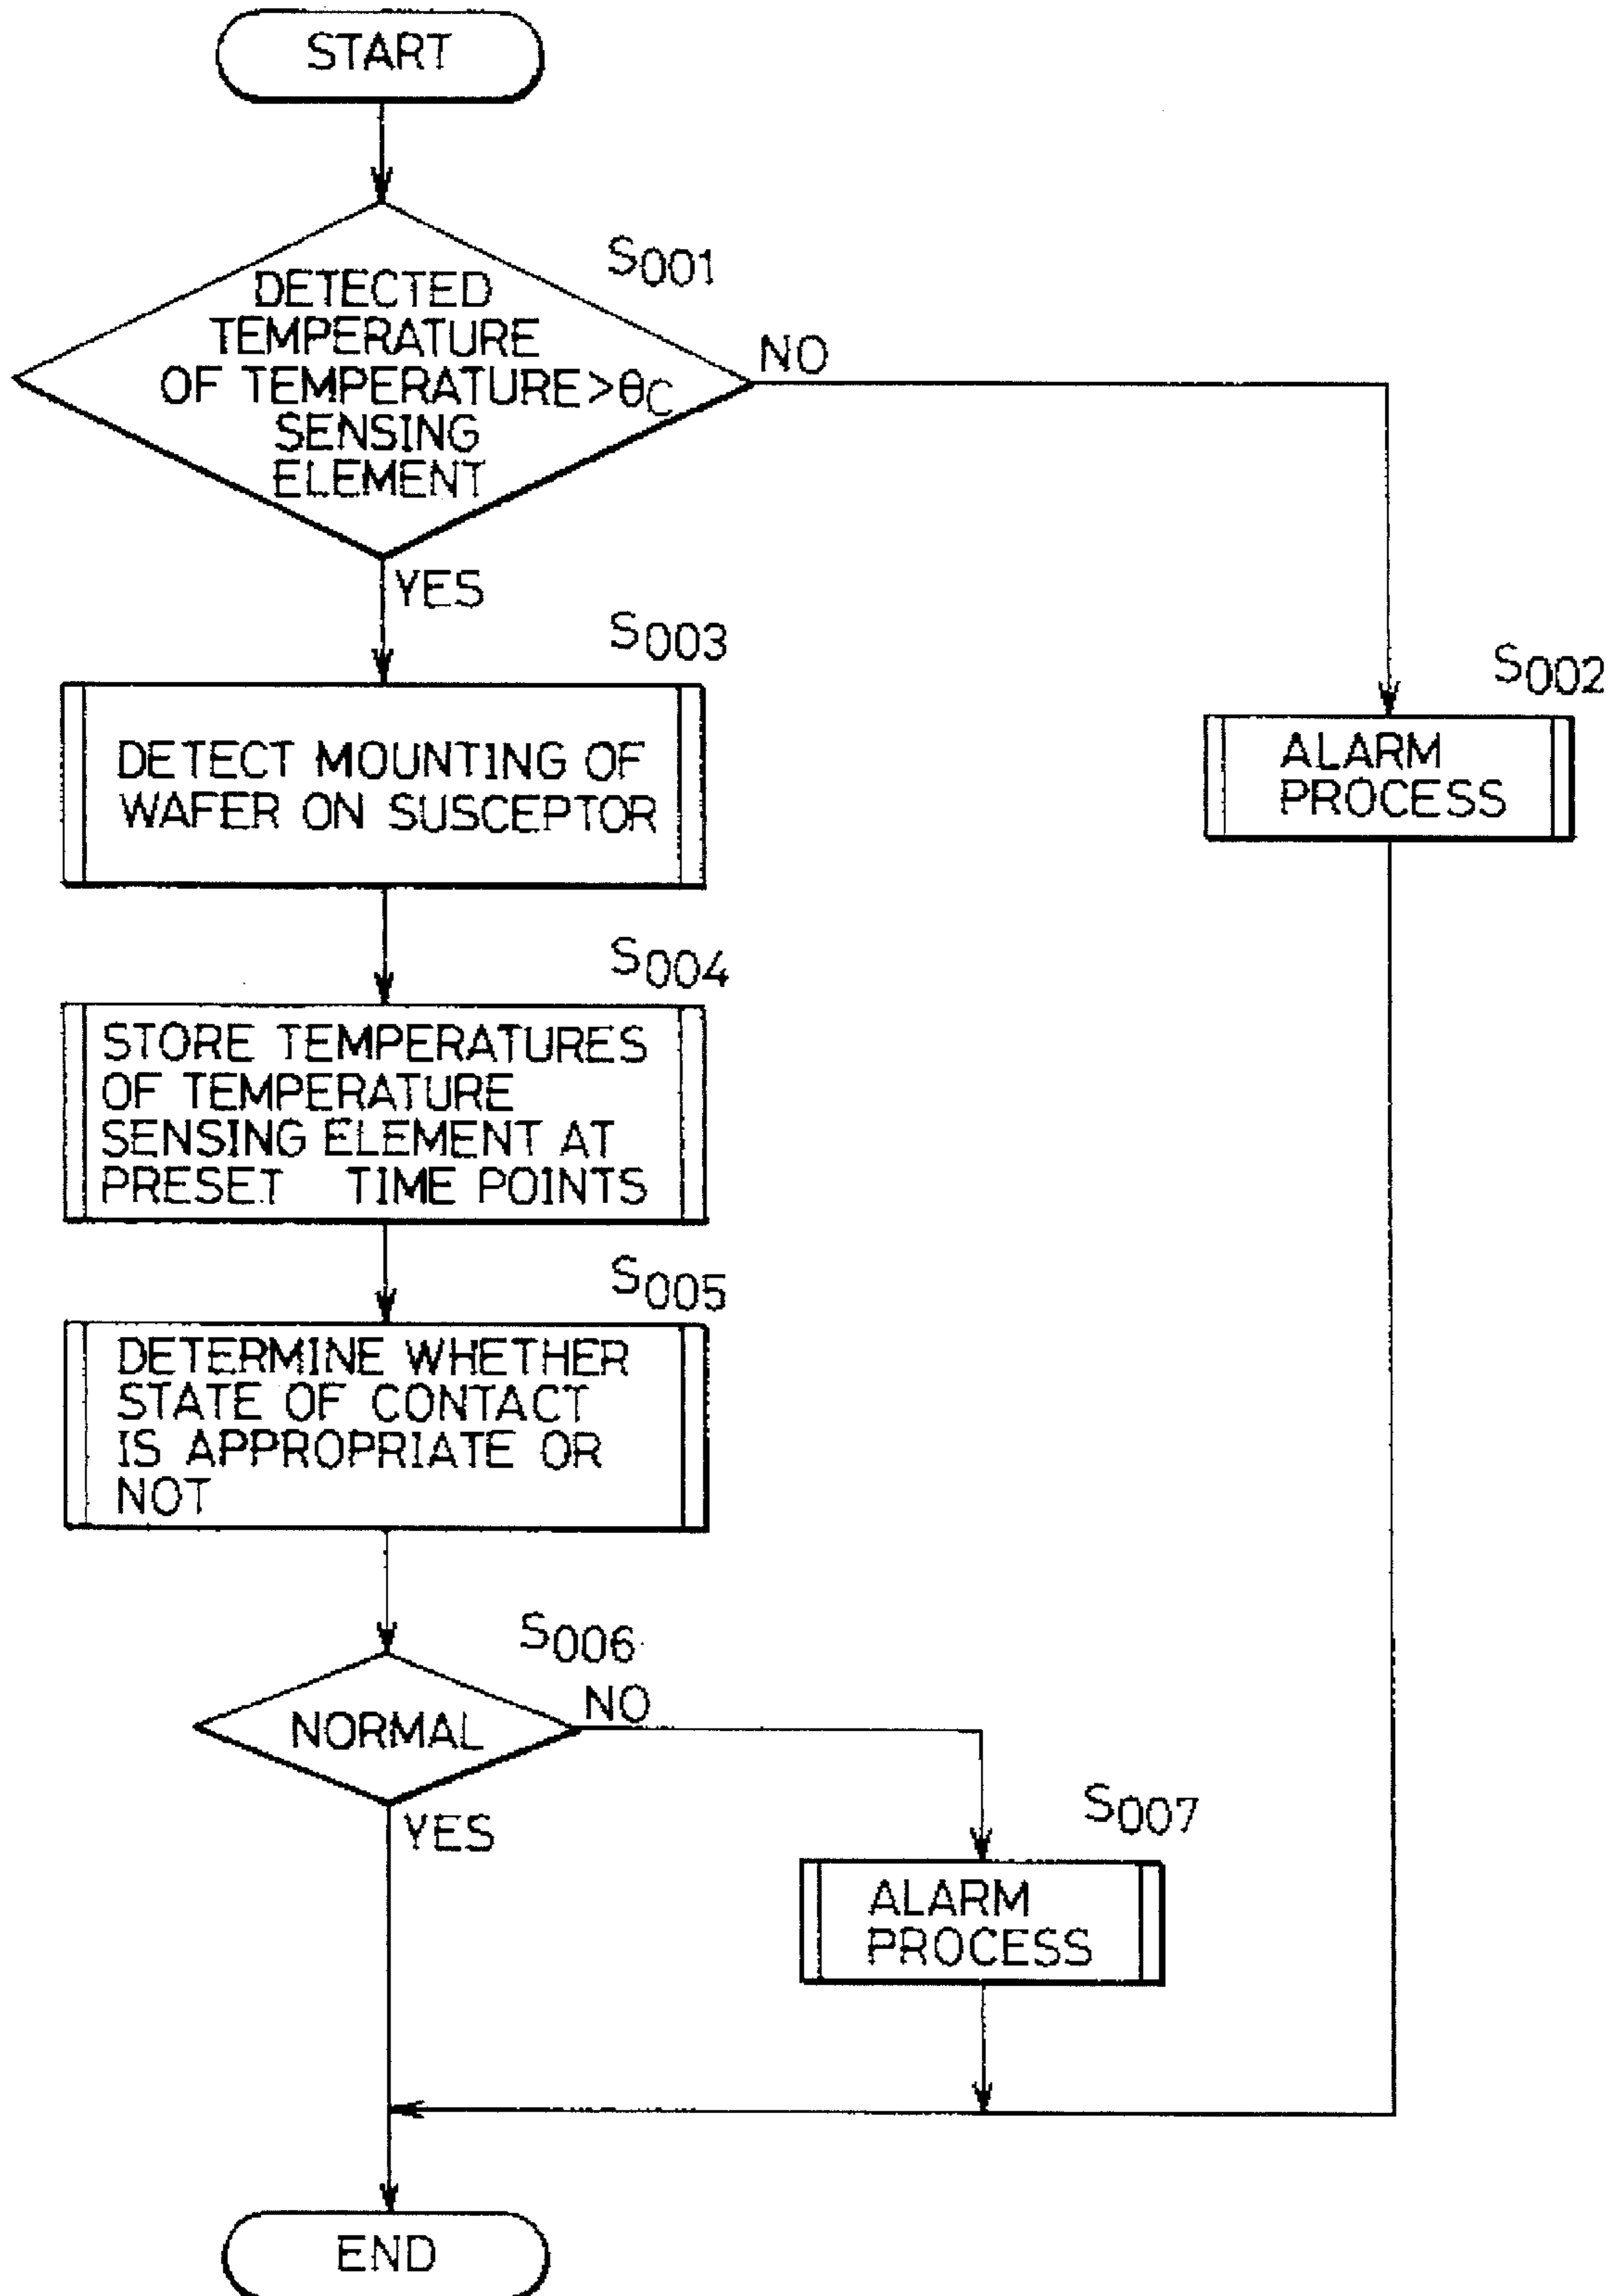 START
S001
DETECTED
TEMPERATURE
OF TEMPERATURE>θC
SENSING
ELEMENT
NO
YES
S003
DETECT MOUNTING OF
WAFER ON SUSCEPTOR
S002
ALARM
PROCESS
S004
STORE TEMPERATURES
OF TEMPERATURE
SENSING ELEMENT AT
PRESET TIME POINTS
S005
DETERMINE WHETHER
STATE OF CONTACT
IS APPROPRIATE OR
NOT
S006
NORMAL
NO
YES
S007
ALARM
PROCESS
END